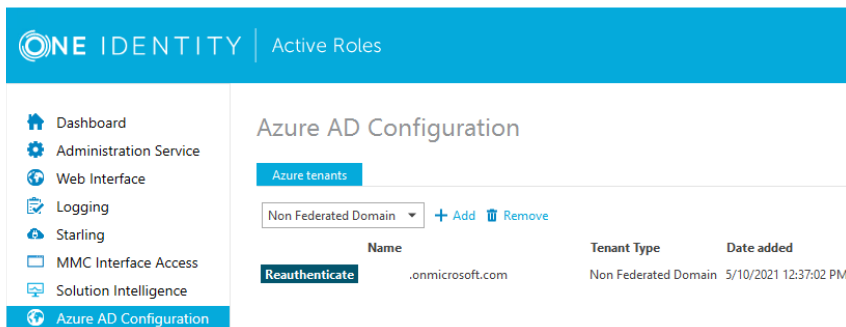 ONE IDENTITY Active Roles
Dashboard
Administration Service
Web Interface
Logging
Starling
MMC Interface Access
Solution Intelligence
Azure AD Configuration
Azure AD Configuration
Azure tenants
Non Federated Domain + Add Remove
Name Tenant Type Date added
Reauthenticate .onmicrosoft.com Non Federated Domain 5/10/2021 12:37:02 PM